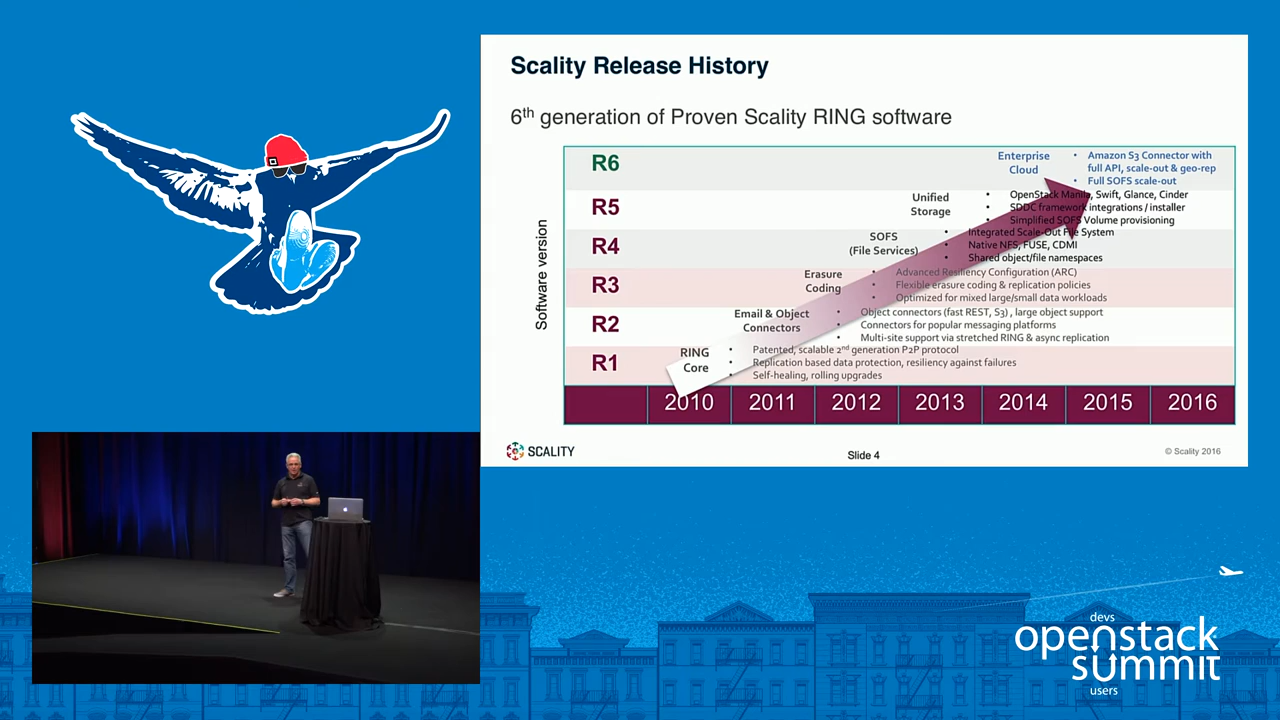 Scality Release History
6th generation of Proven Scality RING software
Software version
R6
Enterprise
Cloud
• Amazon S3 Connector with
full API, scale-out & geo-rep
• Full SOFS scale-out
R5
Unified
Storage
• OpenStack Manila, Swift, Glance, Cinder
• SDDC framework integrations / installer
• Simplified SOFS Volume provisioning
R4
SOFS
(File Services)
• Integrated Scale-Out File System
• Native NFS, FUSE, CDMI
• Shared object/file namespaces
R3
Erasure
Coding
• Advanced Resiliency Configuration (ARC)
• Flexible erasure coding & replication policies
• Optimized for mixed large/small data workloads
R2
Email & Object
Connectors
• Object connectors (fast REST, S3) , large object support
• Connectors for popular messaging platforms
• Multi-site support via stretched RING & async replication
R1
RING
Core
• Patented, scalable 2nd generation P2P protocol
• Replication based data protection, resiliency against failures
• Self-healing, rolling upgrades
2010 2011 2012 2013 2014 2015 2016
SCALITY
Slide 4
© Scality 2016
devs
openstack
summit
users